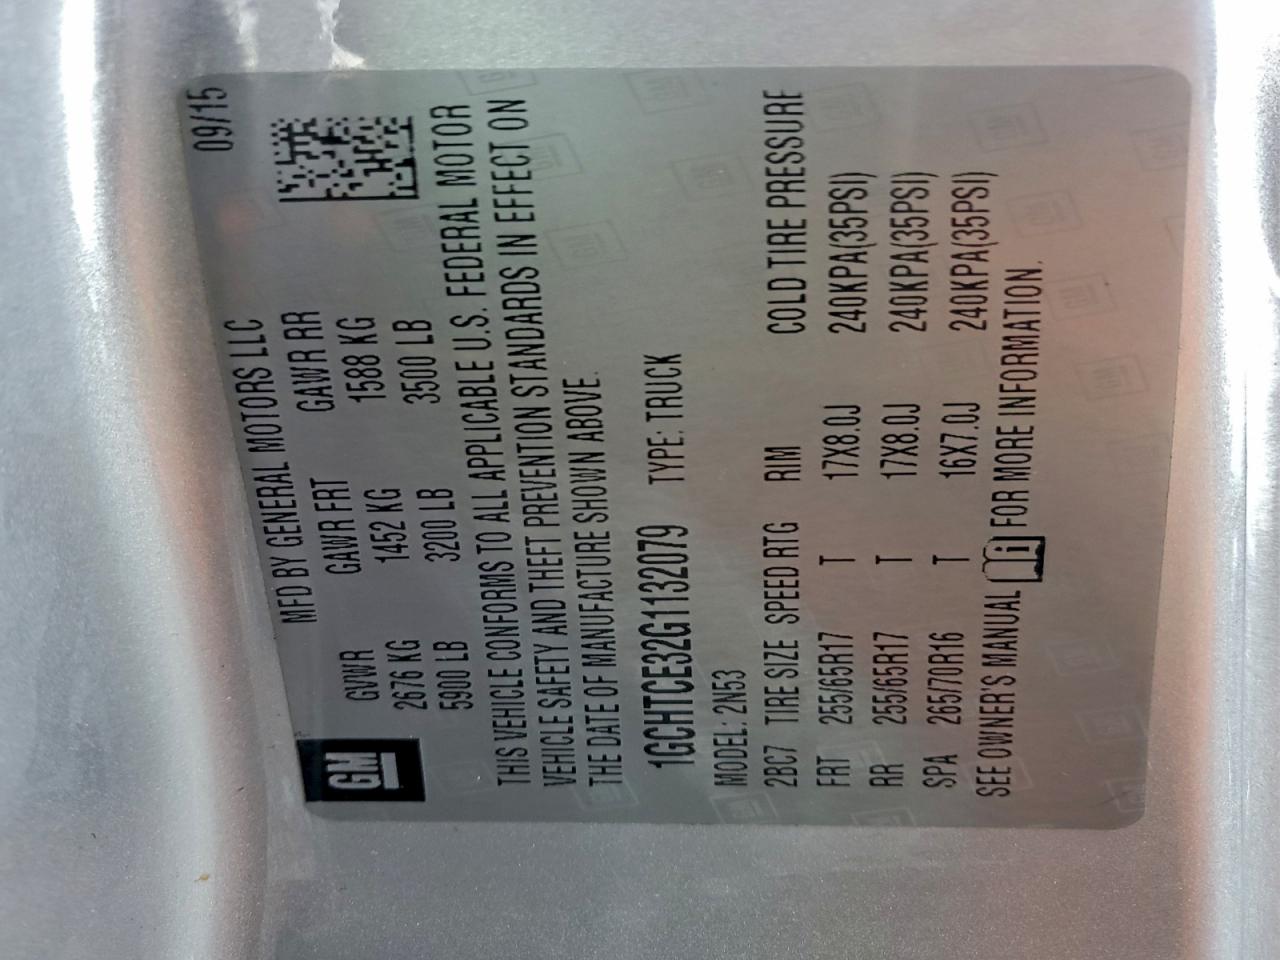 09/15
MFD BY GENERAL MOTORS LLC
GM
GVWR GAWR FRT GAWR RR
2676 KG 1452 KG 1588 KG
5900 LB 3200 LB 3500 LB
THIS VEHICLE CONFORMS TO ALL APPLICABLE U.S. FEDERAL MOTOR
VEHICLE SAFETY AND THEFT PREVENTION STANDARDS IN EFFECT ON
THE DATE OF MANUFACTURE SHOWN ABOVE.
1GCHTCE32G1132079 TYPE: TRUCK
MODEL: 2N53
2BC7 TIRE SIZE SPEED RTG RIM COLD TIRE PRESSURE
FRT 255/65R17 T 17X8.0J 240KPA(35PSI)
RR 255/65R17 T 17X8.0J 240KPA(35PSI)
SPA 265/70R16 T 16X7.0J 240KPA(35PSI)
SEE OWNER'S MANUAL i FOR MORE INFORMATION.